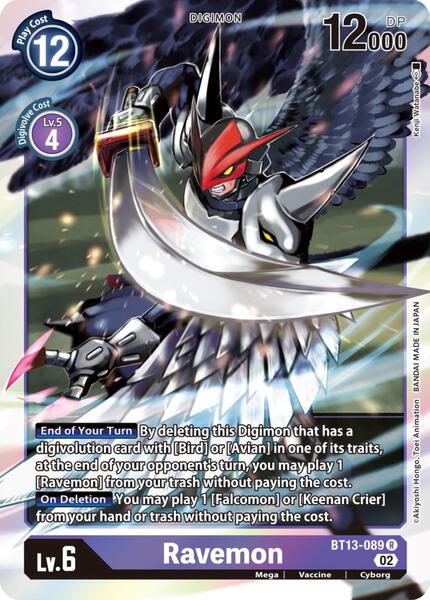 Play Cost
12
DIGIMON
DP
12000
Digivolve Cost
Lv.5
4
Kenji Watanabe
End of Your Turn By deleting this Digimon that has a
digivolution card with [Bird] or [Avian] in one of its traits,
at the end of your opponent's turn, you may play 1
[Ravemon] from your trash without paying the cost.
On Deletion You may play 1 [Falcomon] or [Keenan Crier]
from your hand or trash without paying the cost.
©Akiyoshi Hongo, Toei Animation BANDAI MADE IN JAPAN
Lv.6
Ravemon
BT13-089 R
02
Mega | Vaccine | Cyborg